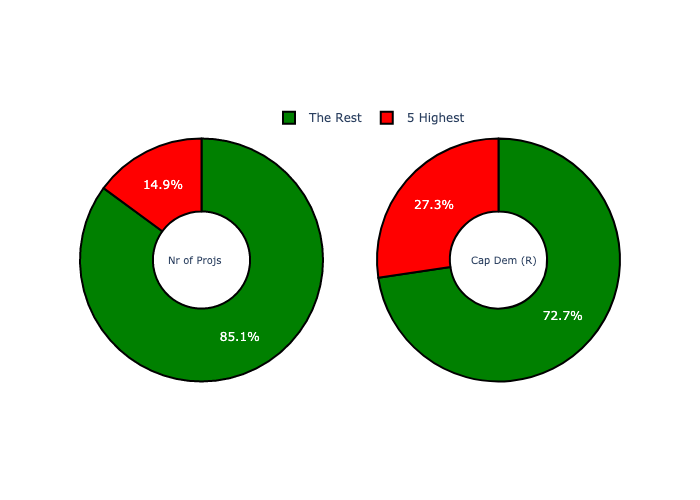 The Rest
5 Highest
14.9%
Nr of Projs
85.1%
27.3%
Cap Dem (R)
72.7%